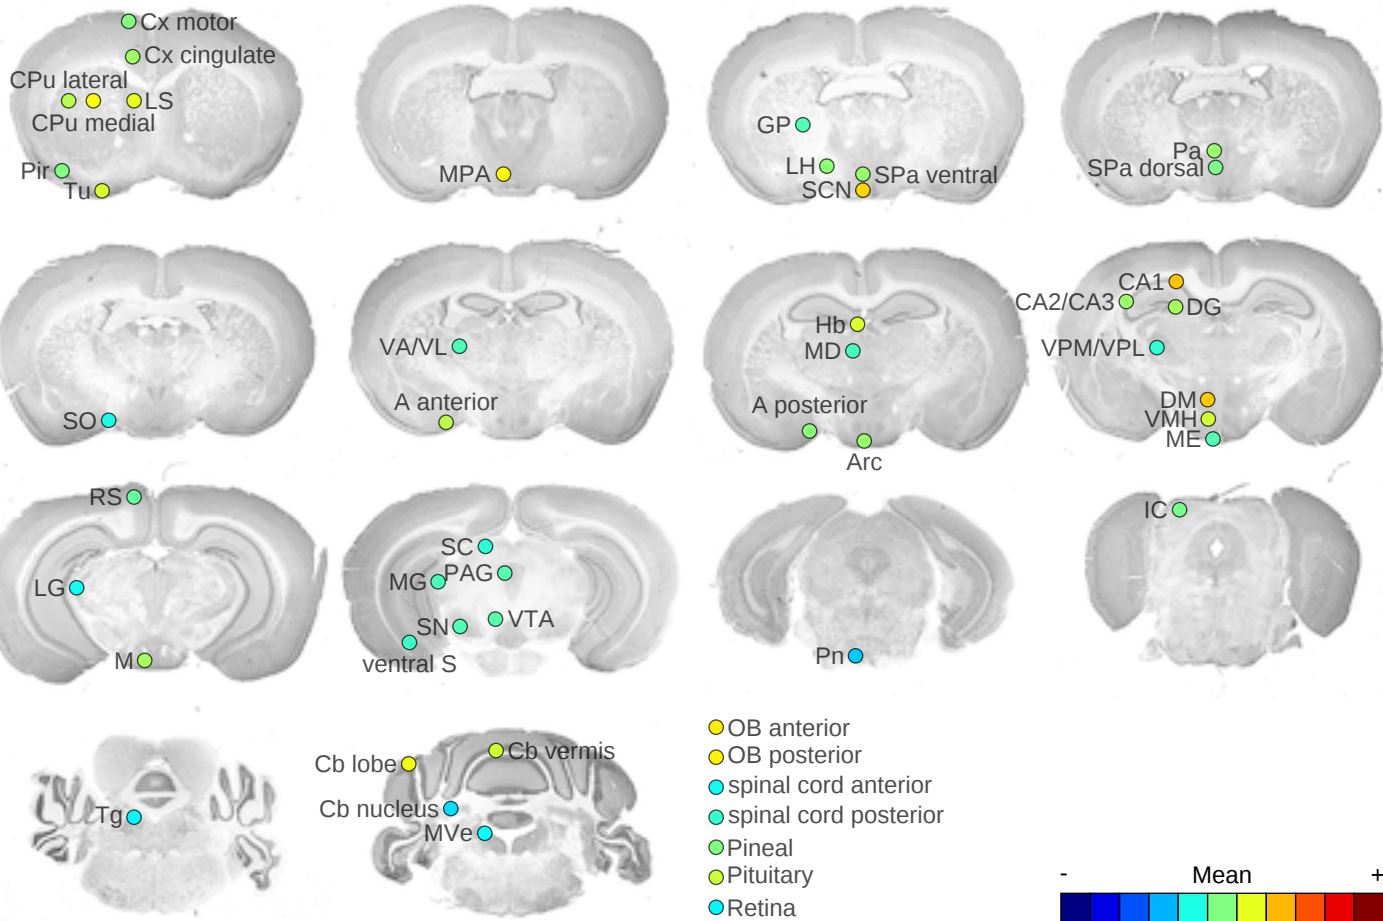 Cx motor
Cx cingulate
CPu lateral
LS
CPu medial
Pir
Tu
MPA
GP
LH
SPa ventral
SCN
Pa
SPa dorsal
SO
VA/VL
A anterior
Hb
MD
A posterior
Arc
CA1
CA2/CA3
DG
VPM/VPL
DM
VMH
ME
RS
LG
M
SC
PAG
MG
VTA
SN
ventral S
Pn
IC
Tg
Cb lobe
Cb vermis
Cb nucleus
MVe
OB anterior
OB posterior
spinal cord anterior
spinal cord posterior
Pineal
Pituitary
Retina
- Mean +